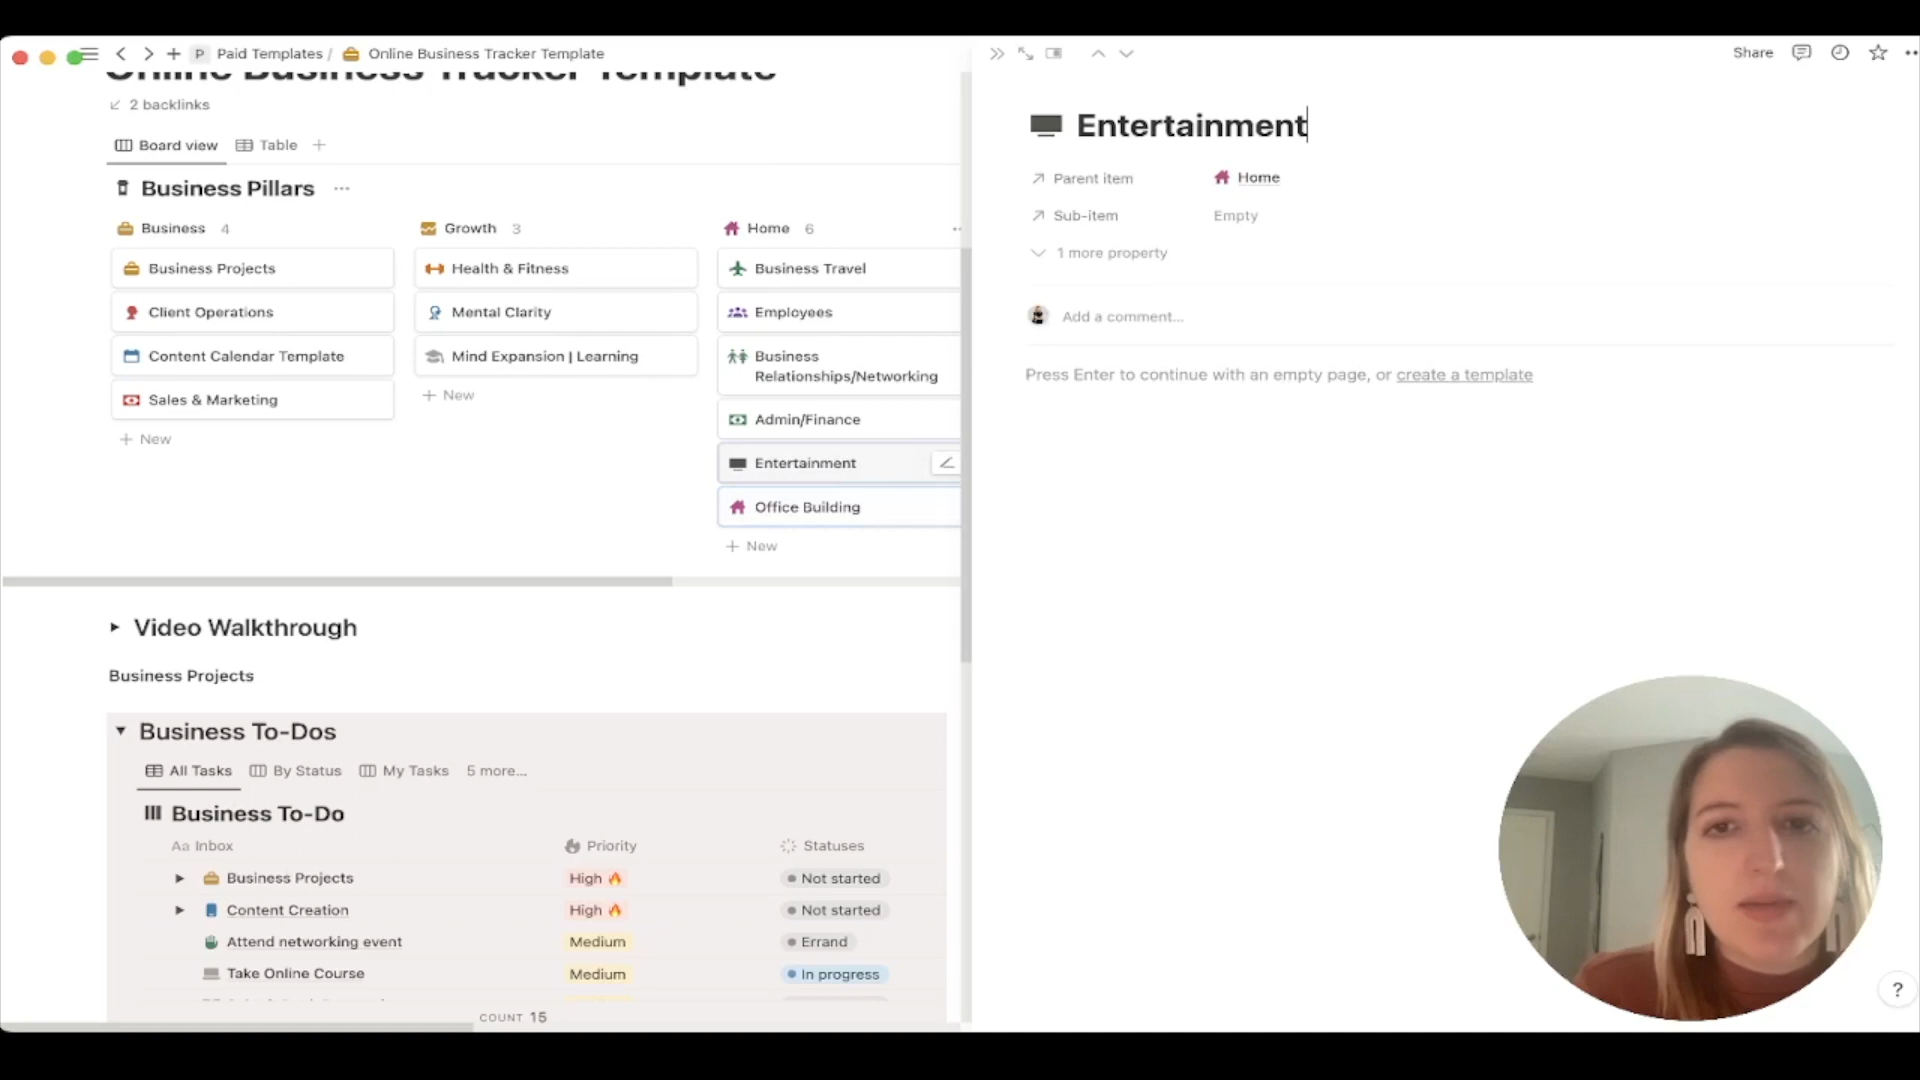 P Paid Templates / Online Business Tracker Template
Online Business Tracker Template
2 backlinks
Board view Table
Business Pillars ...
Business 4
Business Projects
Client Operations
Content Calendar Template
Sales & Marketing
+ New
Growth 3
Health & Fitness
Mental Clarity
Mind Expansion | Learning
+ New
Home 6
Business Travel
Employees
Business
Relationships/Networking
Admin/Finance
Entertainment
Office Building
+ New
Video Walkthrough
Business Projects
Business To-Dos
All Tasks By Status My Tasks 5 more...
Business To-Do
Aa Inbox Priority Statuses
Business Projects High Not started
Content Creation High Not started
Attend networking event Medium Errand
Take Online Course Medium In progress
COUNT 15
Share
Entertainment
Parent item Home
Sub-item Empty
1 more property
Add a comment...
Press Enter to continue with an empty page, or create a template
?